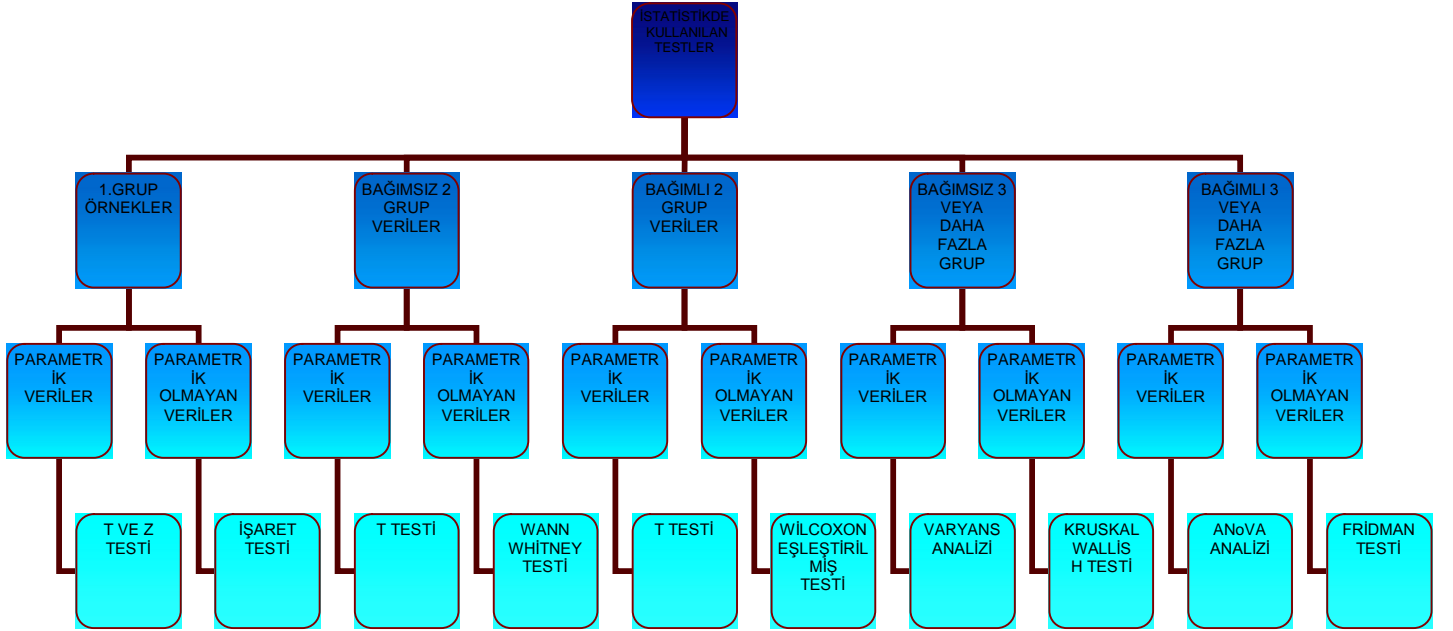 İSTATİSTİKDE
KULLANILAN
TESTLER
1.GRUP
ÖRNEKLER
BAĞIMSIZ 2
GRUP
VERİLER
BAĞIMLI 2
GRUP
VERİLER
BAĞIMSIZ 3
VEYA
DAHA
FAZLA
GRUP
BAĞIMLI 3
VEYA
DAHA
FAZLA
GRUP
PARAMETR
İK
VERİLER
PARAMETR
İK
OLMAYAN
VERİLER
PARAMETR
İK
VERİLER
PARAMETR
İK
OLMAYAN
VERİLER
PARAMETR
İK
VERİLER
PARAMETR
İK
OLMAYAN
VERİLER
PARAMETR
İK
VERİLER
PARAMETR
İK
OLMAYAN
VERİLER
PARAMETR
İK
VERİLER
PARAMETR
İK
OLMAYAN
VERİLER
T VE Z
TESTİ
İŞARET
TESTİ
T TESTİ
WANN
WHİTNEY
TESTİ
T TESTİ
WİLCOXON
EŞLEŞTİRİL
MİŞ
TESTİ
VARYANS
ANALİZİ
KRUSKAL
WALLİS
H TESTİ
ANoVA
ANALİZİ
FRİDMAN
TESTİ